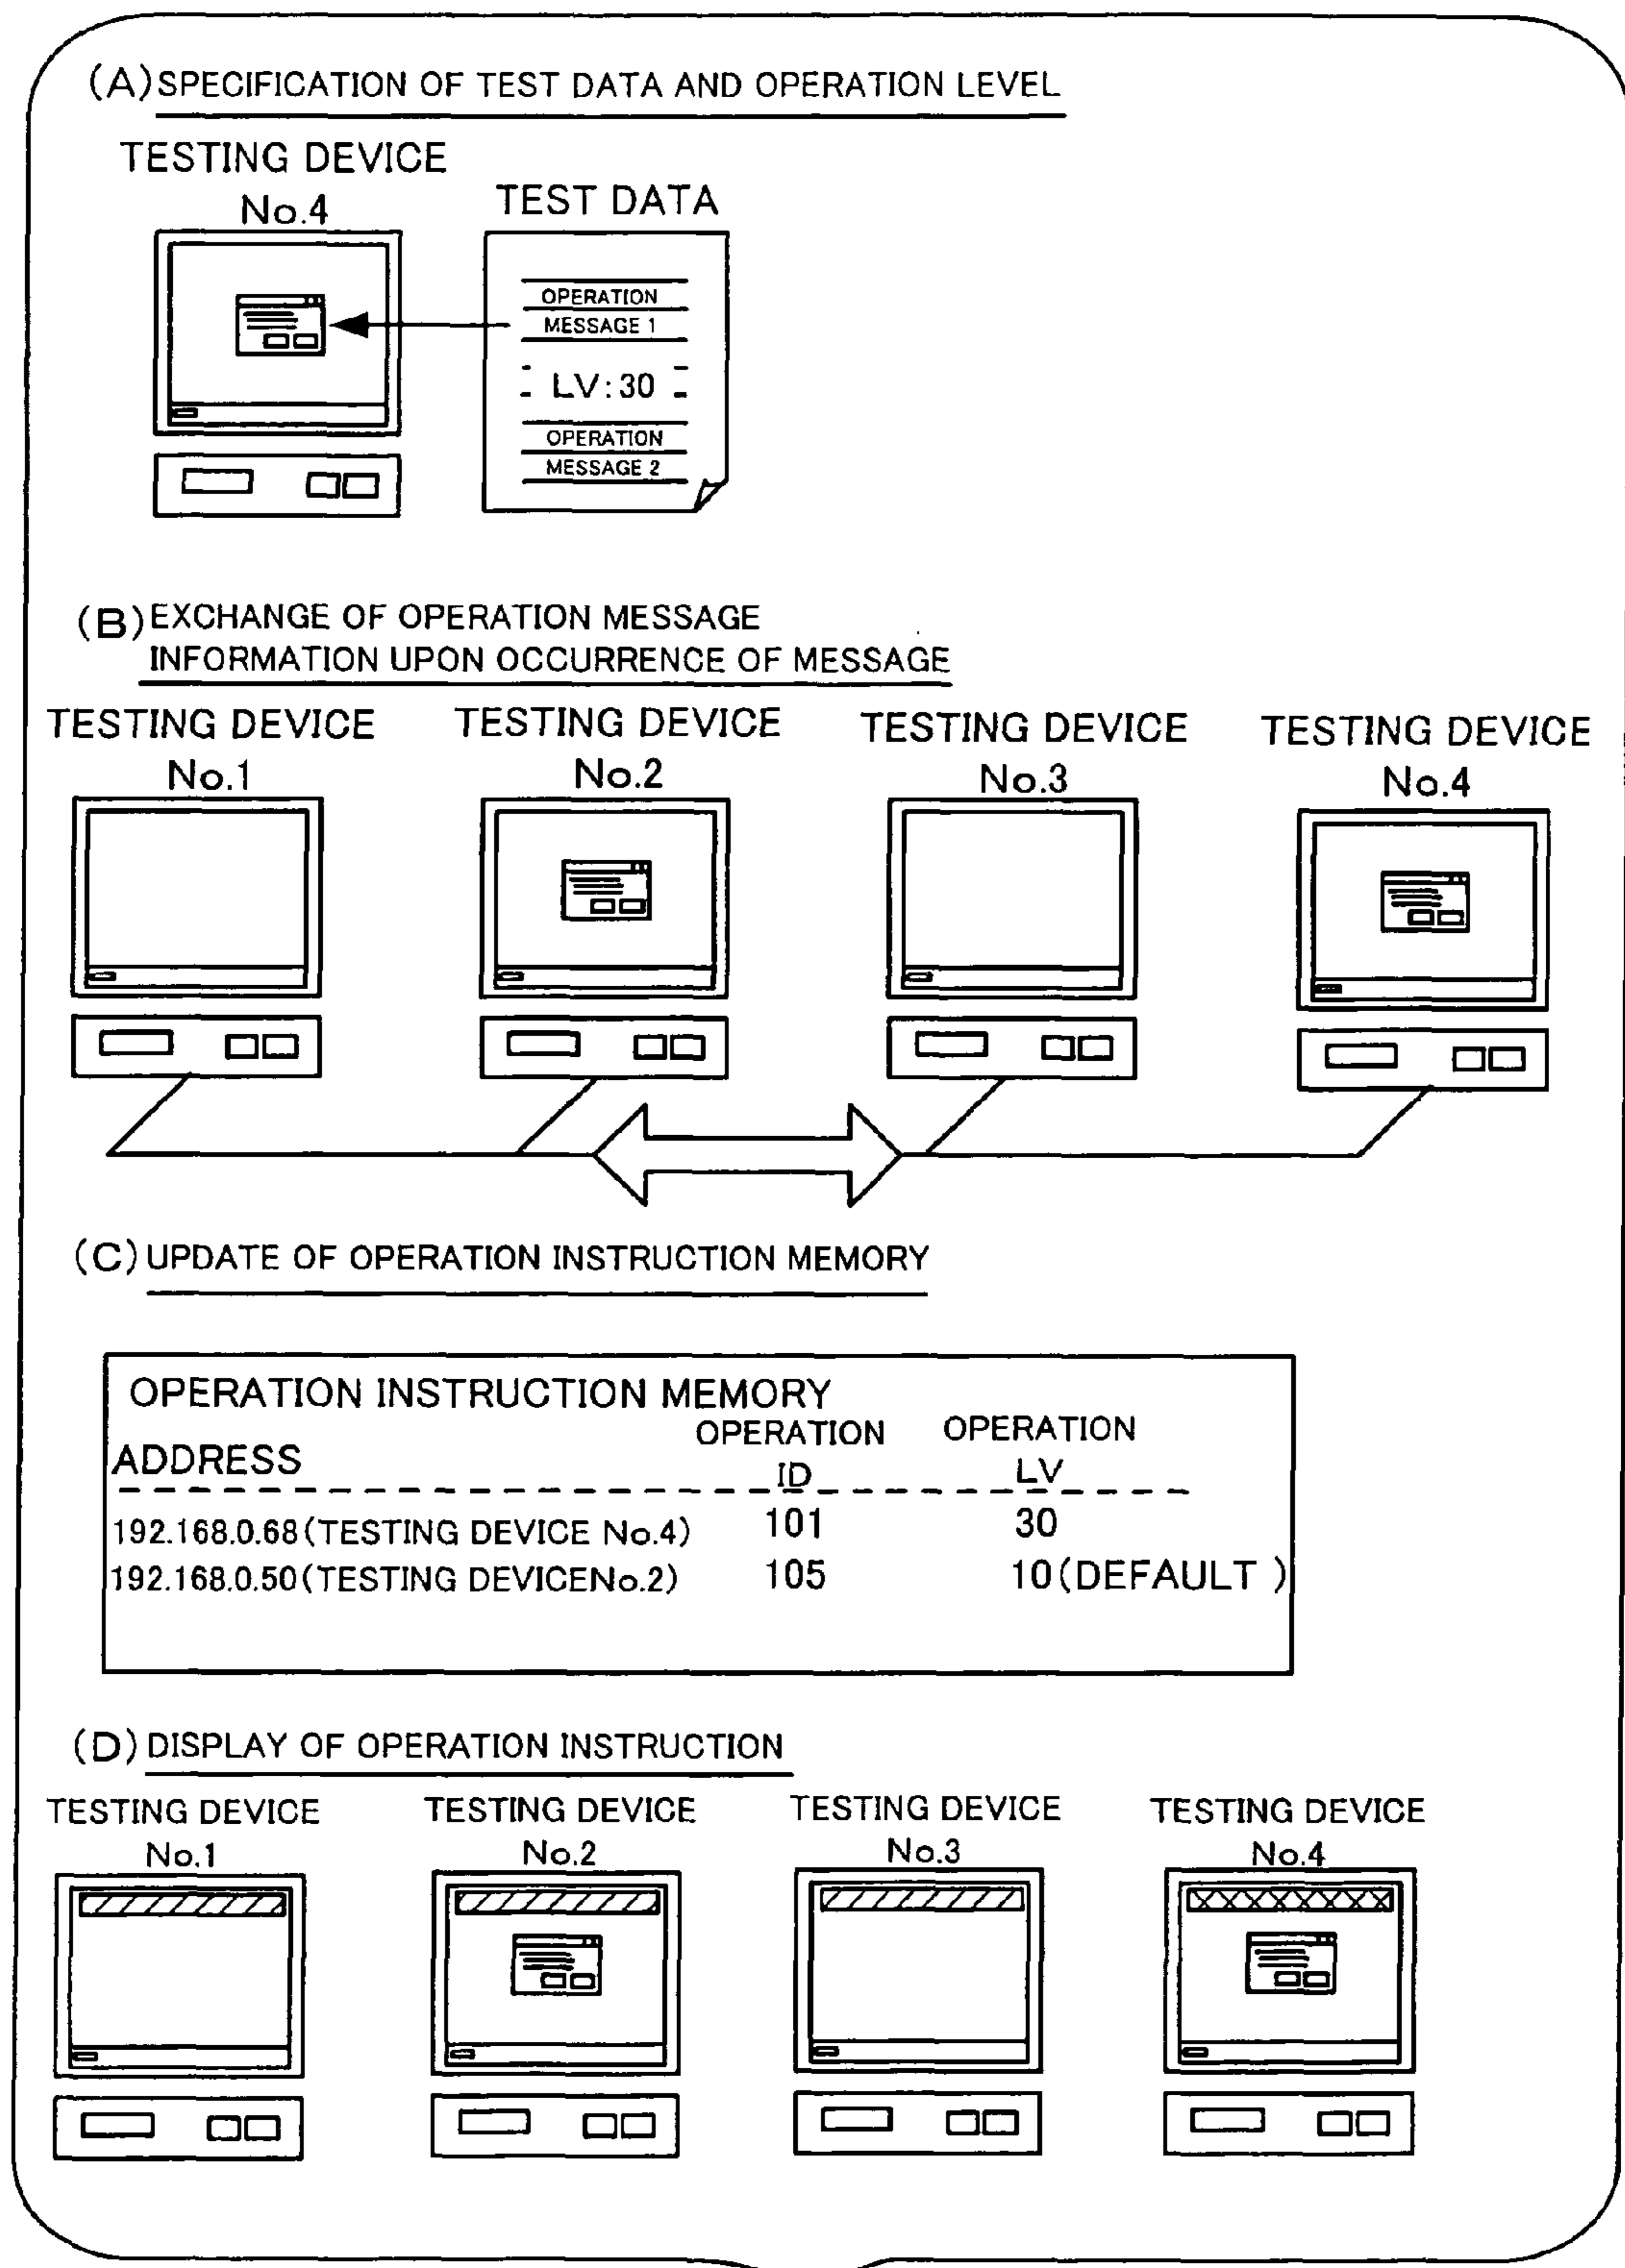 (A) SPECIFICATION OF TEST DATA AND OPERATION LEVEL
TESTING DEVICE
No.4
TEST DATA
OPERATION
MESSAGE 1
LV:30
OPERATION
MESSAGE 2
(B) EXCHANGE OF OPERATION MESSAGE
INFORMATION UPON OCCURRENCE OF MESSAGE
TESTING DEVICE
No.1
TESTING DEVICE
No.2
TESTING DEVICE
No.3
TESTING DEVICE
No.4
(C) UPDATE OF OPERATION INSTRUCTION MEMORY
OPERATION INSTRUCTION MEMORY
ADDRESS
OPERATION
ID
OPERATION
LV
192.168.0.68(TESTING DEVICE No.4) 101 30
192.168.0.50(TESTING DEVICENo.2) 105 10(DEFAULT )
(D) DISPLAY OF OPERATION INSTRUCTION
TESTING DEVICE
No.1
TESTING DEVICE
No.2
TESTING DEVICE
No.3
TESTING DEVICE
No.4